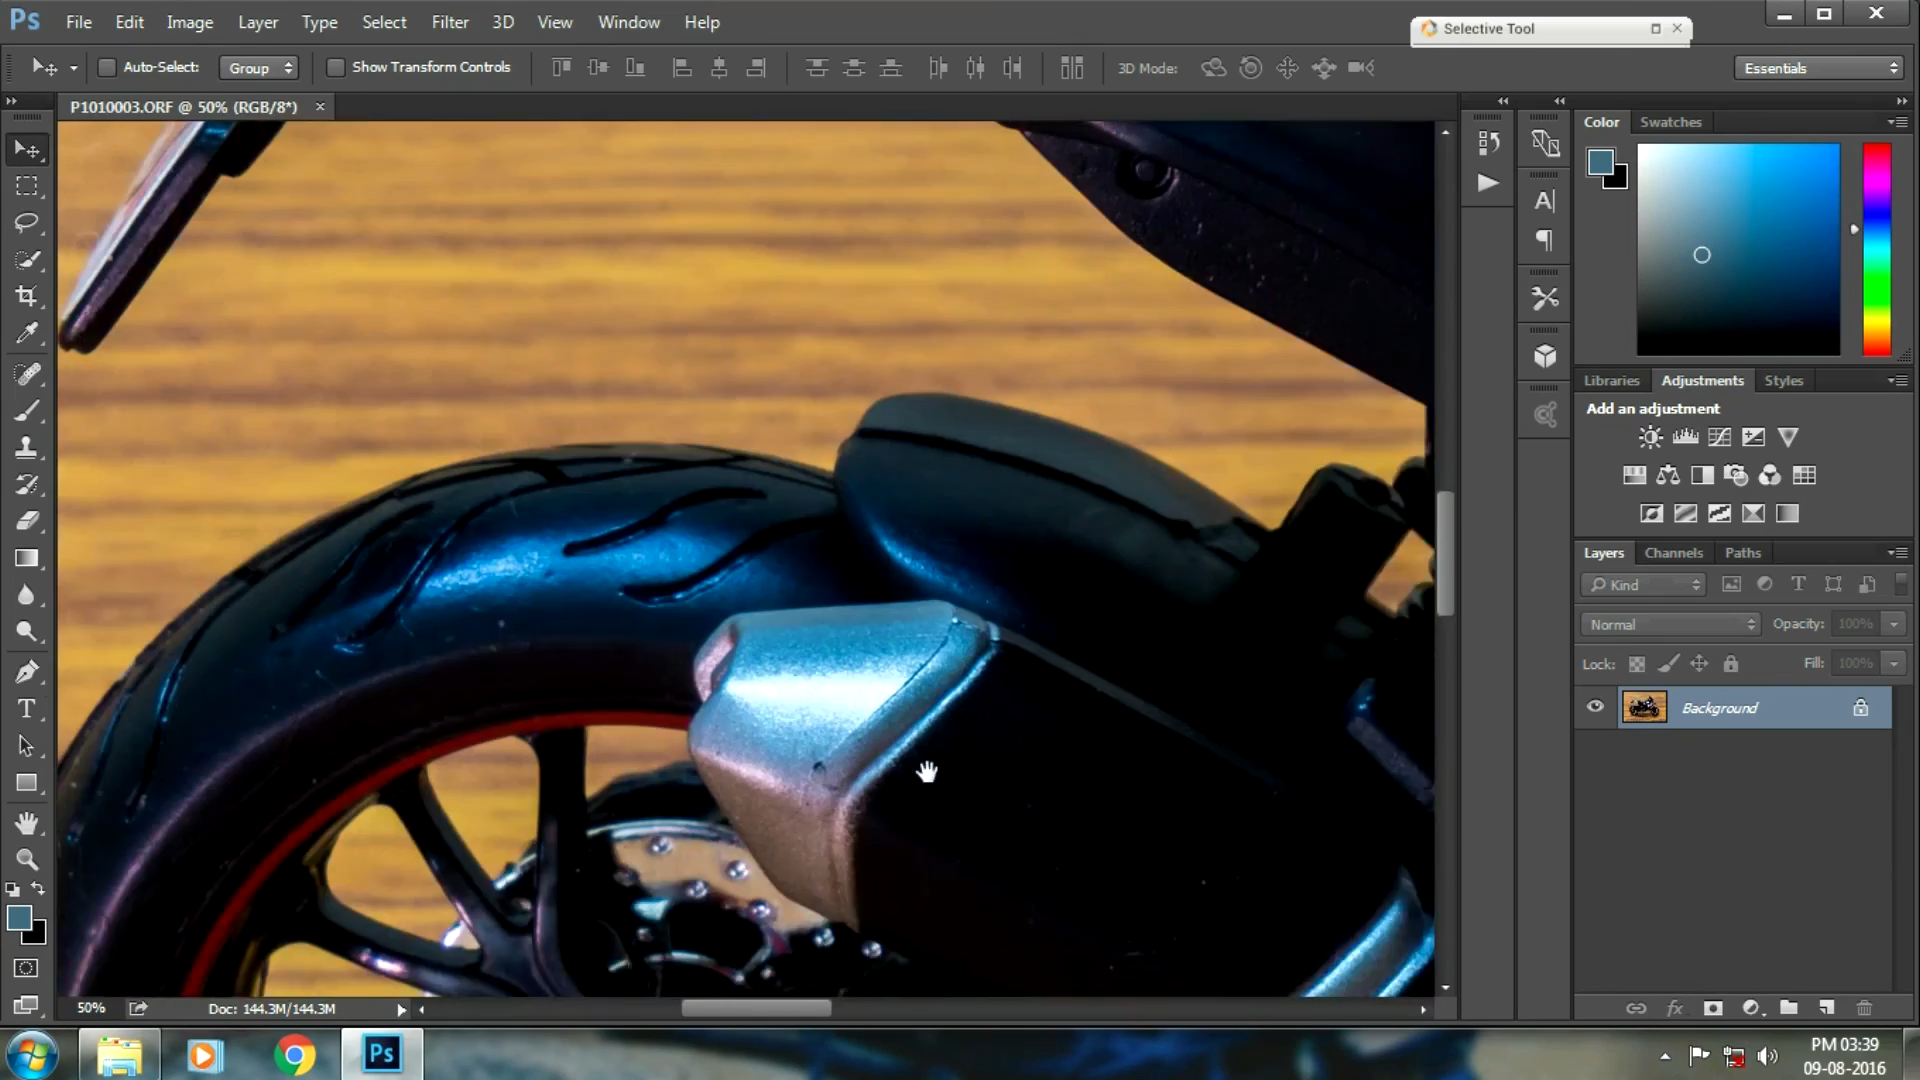 Ps File Edit Image Layer Type Select Filter 3D View Window Help
Selective Tool
Auto-Select: Group Show Transform Controls 3D Mode: Essentials
P1010003.ORF @ 50% (RGB/8*)
Color Swatches
Libraries Adjustments Styles
Add an adjustment
Layers Channels Paths
Kind
Normal Opacity: 100%
Lock: Fill: 100%
Background
50% Doc: 144.3M/144.3M
Ps
PM 03:39
09-08-2016